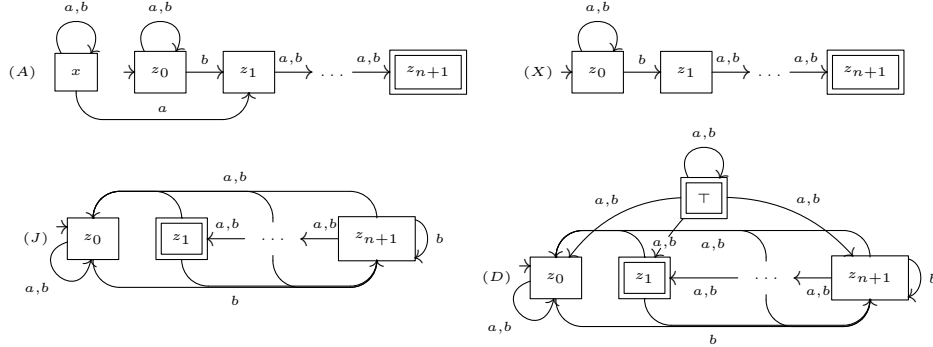 a,b a,b a,b
(A) x z0 b z1 a,b ... a,b zn+1 (X) z0 b z1 a,b ... a,b zn+1
a
a,b
⊤
a,b
a,b a,b
(J) z0 z1 a,b ... a,b zn+1 b
a,b a,b
a,b
b
(D) z0 z1 a,b ... a,b zn+1 b
a,b
b